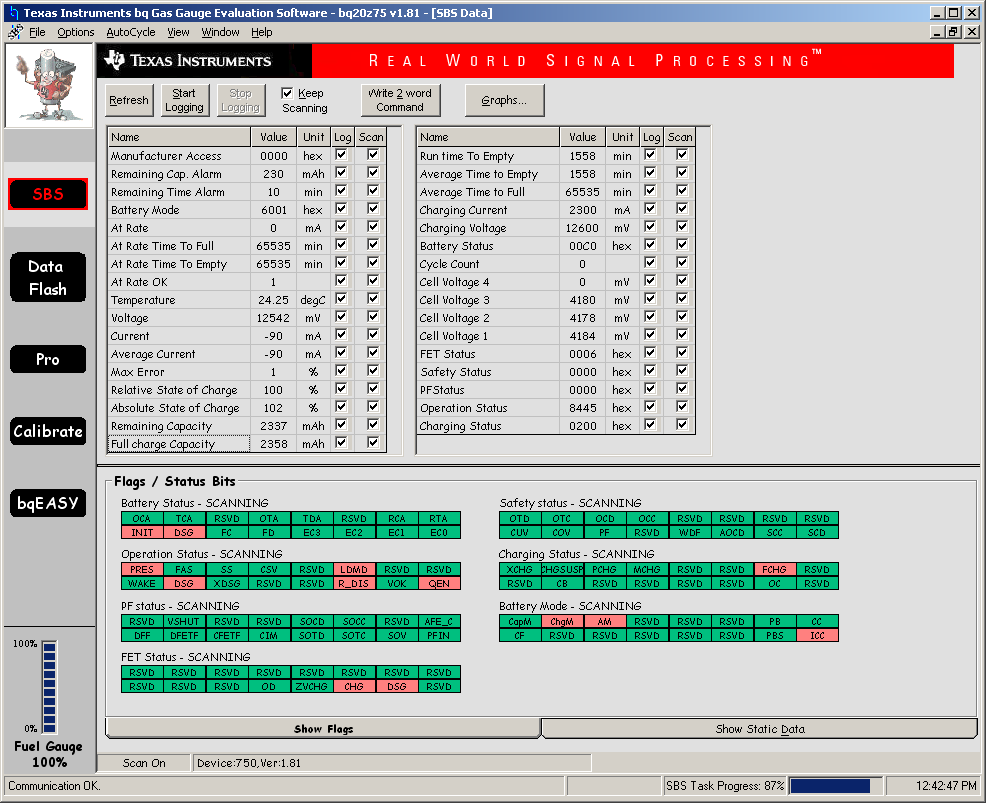 Texas Instruments bq Gas Gauge Evaluation Software - bq20z75 v1.81 - [SBS Data]
File Options AutoCycle View Window Help
TEXAS INSTRUMENTS
REAL WORLD SIGNAL PROCESSING™
Refresh
Start Logging
Stop Logging
Keep Scanning
Write 2 word Command
Graphs...
SBS
Data Flash
Pro
Calibrate
bqEASY
Name Value Unit Log Scan
Manufacturer Access 0000 hex
Remaining Cap. Alarm 230 mAh
Remaining Time Alarm 10 min
Battery Mode 6001 hex
At Rate 0 mA
At Rate Time To Full 65535 min
At Rate Time To Empty 65535 min
At Rate OK 1
Temperature 24.25 degC
Voltage 12542 mV
Current -90 mA
Average Current -90 mA
Max Error 1 %
Relative State of Charge 100 %
Absolute State of Charge 102 %
Remaining Capacity 2337 mAh
Full charge Capacity 2358 mAh
Name Value Unit Log Scan
Run time To Empty 1558 min
Average Time to Empty 1558 min
Average Time to Full 65535 min
Charging Current 2300 mA
Charging Voltage 12600 mV
Battery Status 00C0 hex
Cycle Count 0
Cell Voltage 4 0 mV
Cell Voltage 3 4180 mV
Cell Voltage 2 4178 mV
Cell Voltage 1 4184 mV
FET Status 0006 hex
Safety Status 0000 hex
PFStatus 0000 hex
Operation Status 8445 hex
Charging Status 0200 hex
Flags / Status Bits
Battery Status - SCANNING
OCA TCA RSVD OTA TDA RSVD RCA RTA
INIT DSG FC FD EC3 EC2 EC1 EC0
Operation Status - SCANNING
PRES FAS SS CSV RSVD LDMD RSVD RSVD
WAKE DSG XDSG RSVD RSVD R_DIS VOK QEN
PF status - SCANNING
RSVD VSHUT RSVD RSVD SOCD SOCC RSVD AFE_C
DFF DFETF CFETF CIM SOTD SOTC SOV PFIN
FET Status - SCANNING
RSVD RSVD RSVD RSVD RSVD RSVD RSVD RSVD
RSVD RSVD RSVD OD ZVCHG CHG DSG RSVD
Safety status - SCANNING
OTD OTC OCD OCC RSVD RSVD RSVD RSVD
CUV COV PF RSVD WDF AOCD SCC SCD
Charging Status - SCANNING
XCHG CHGSUSP PCHG MCHG RSVD RSVD FCHG RSVD
RSVD CB RSVD RSVD RSVD RSVD OC RSVD
Battery Mode - SCANNING
CapM ChgM AM RSVD RSVD RSVD PB CC
CF RSVD RSVD RSVD RSVD RSVD PBS ICC
Show Flags
Show Static Data
100%
0%
Fuel Gauge
100%
Scan On
Device:750,Ver:1.81
Communication OK.
SBS Task Progress: 87%
12:42:47 PM